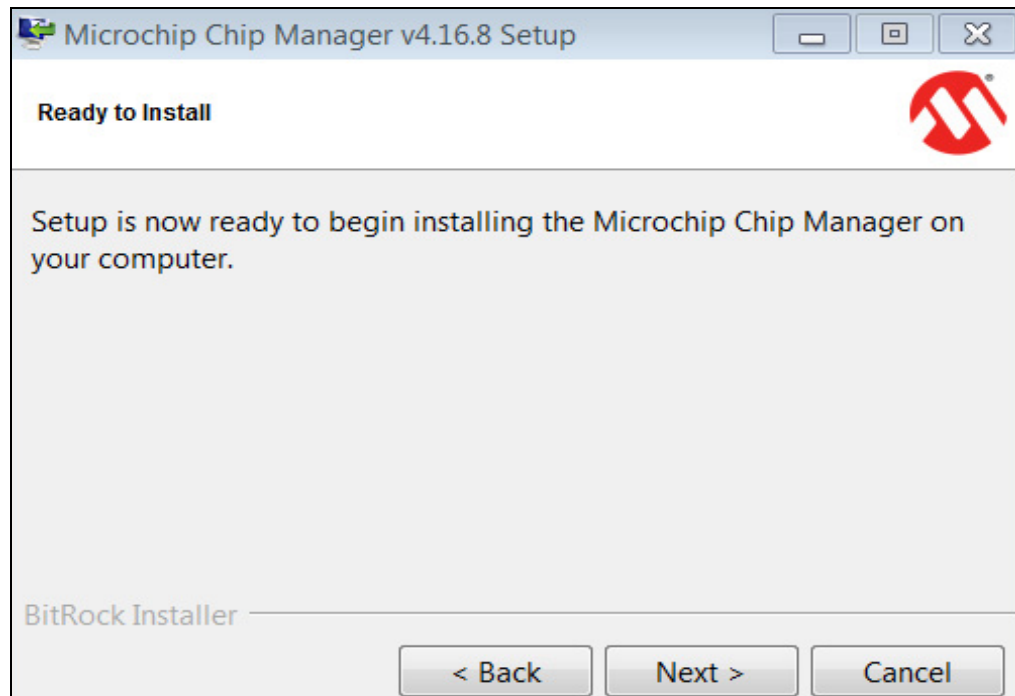 Microchip Chip Manager v4.16.8 Setup
Ready to Install
Setup is now ready to begin installing the Microchip Chip Manager on
your computer.
BitRock Installer
< Back Next > Cancel